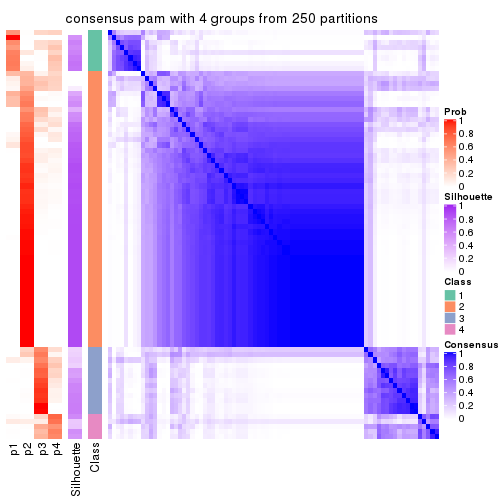 consensus pam with 4 groups from 250 partitions
Prob
1
0.8
0.6
0.4
0.2
0
Silhouette
1
0.8
0.6
0.4
0.2
0
Class
1
2
3
4
Consensus
1
0.8
0.6
0.4
0.2
0
p1
p2
p3
p4
Silhouette
Class